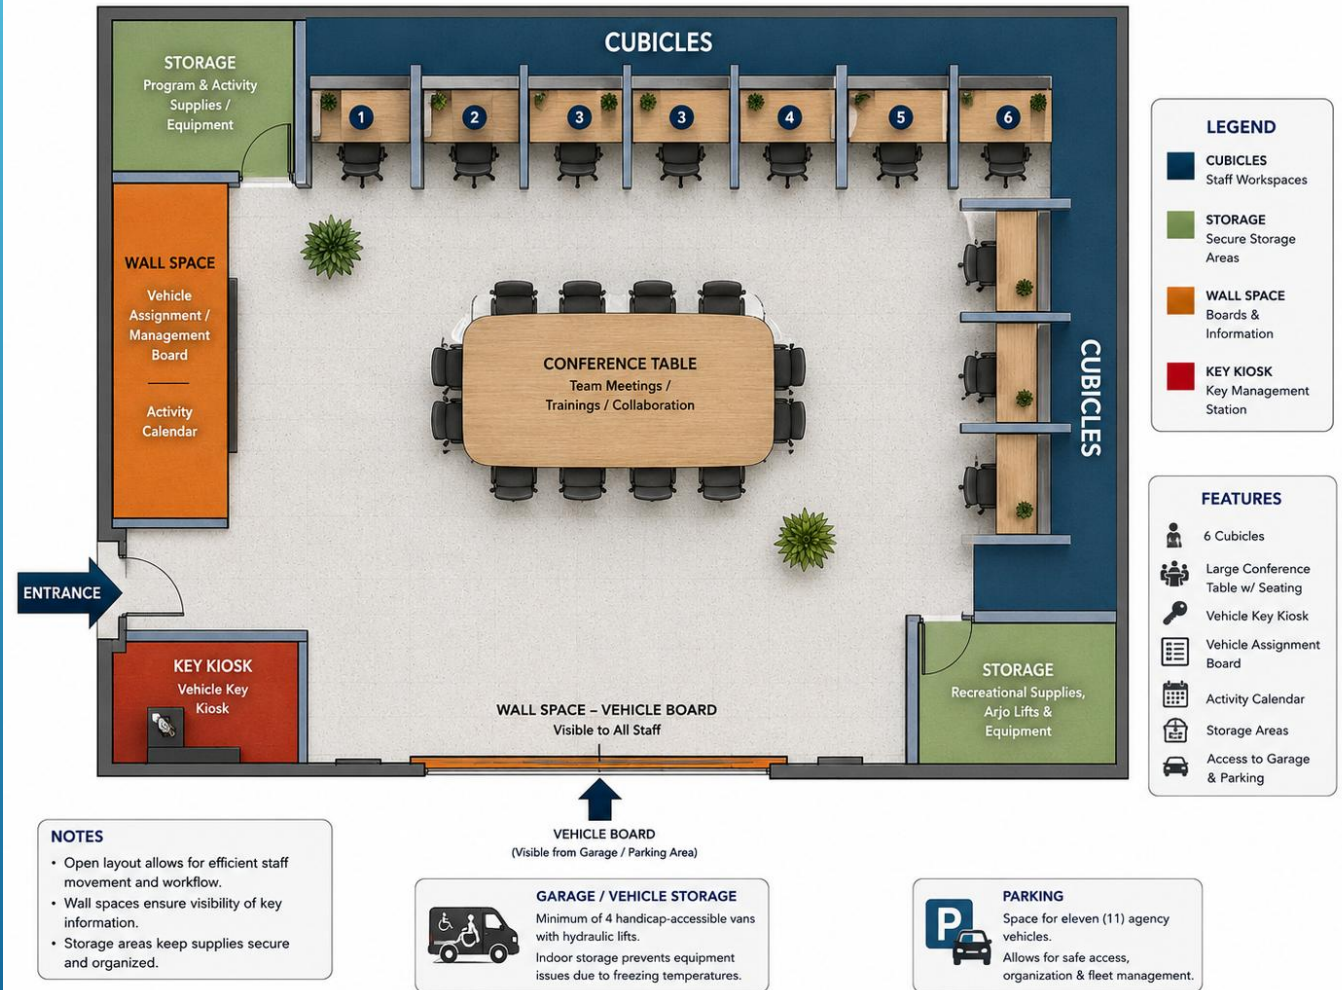 CUBICLES
STORAGE
Program & Activity
Supplies /
Equipment
1
2
3
3
4
5
6
WALL SPACE
Vehicle
Assignment /
Management
Board
Activity
Calendar
CONFERENCE TABLE
Team Meetings /
Trainings / Collaboration
CUBICLES
ENTRANCE
KEY KIOSK
Vehicle Key
Kiosk
WALL SPACE – VEHICLE BOARD
Visible to All Staff
STORAGE
Recreational Supplies,
Arjo Lifts &
Equipment
VEHICLE BOARD
(Visible from Garage / Parking Area)
LEGEND
CUBICLES
Staff Workspaces
STORAGE
Secure Storage
Areas
WALL SPACE
Boards &
Information
KEY KIOSK
Key Management
Station
FEATURES
6 Cubicles
Large Conference
Table w/ Seating
Vehicle Key Kiosk
Vehicle Assignment
Board
Activity Calendar
Storage Areas
Access to Garage
& Parking
NOTES
• Open layout allows for efficient staff
movement and workflow.
• Wall spaces ensure visibility of key
information.
• Storage areas keep supplies secure
and organized.
GARAGE / VEHICLE STORAGE
Minimum of 4 handicap-accessible vans
with hydraulic lifts.
Indoor storage prevents equipment
issues due to freezing temperatures.
P
PARKING
Space for eleven (11) agency
vehicles.
Allows for safe access,
organization & fleet management.